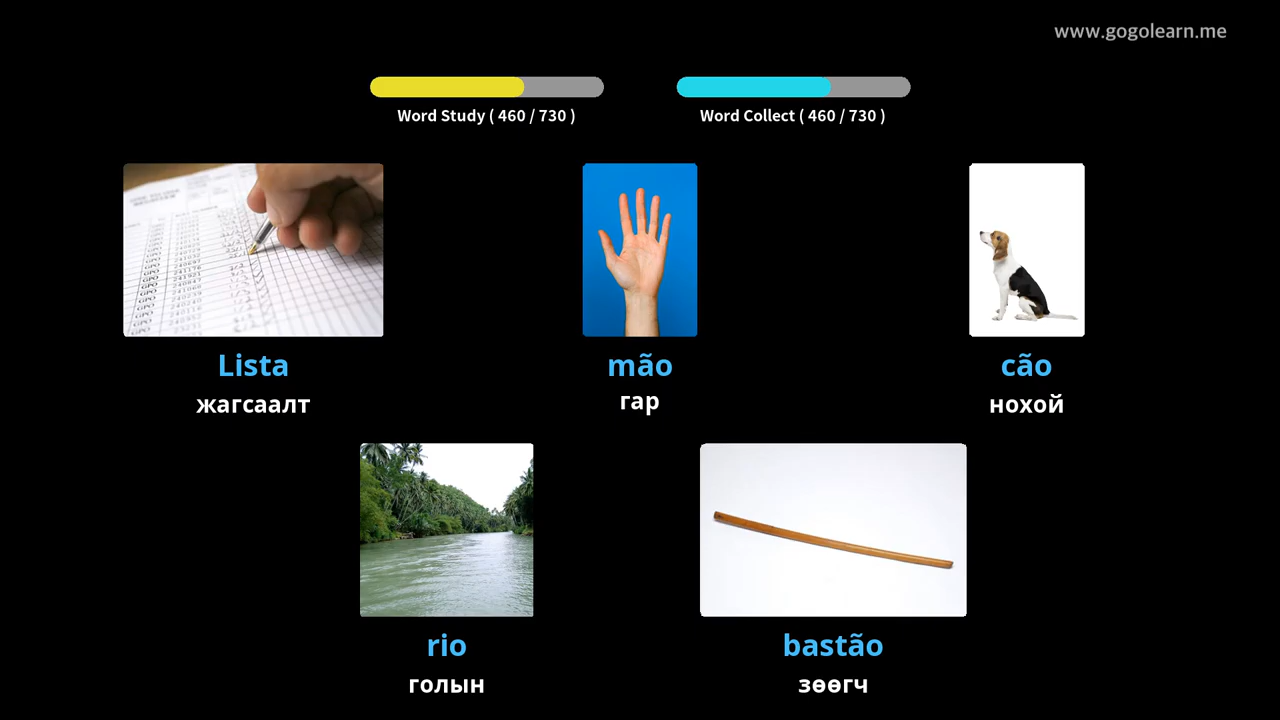 www.gogolearn.me
Word Study ( 460 / 730 )
Word Collect ( 460 / 730 )
Lista
жагсаалт
mão
гар
cão
нохой
rio
голын
bastão
зөөгч